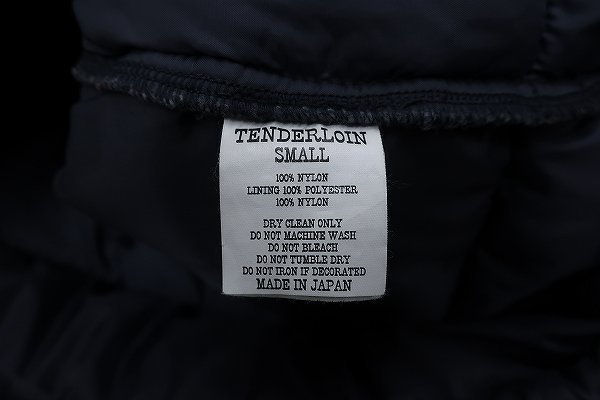 TENDERLOIN
SMALL
100% NYLON
LINING 100% POLYESTER
100% NYLON
DRY CLEAN ONLY
DO NOT MACHINE WASH
DO NOT BLEACH
DO NOT TUMBLE DRY
DO NOT IRON IF DECORATED
MADE IN JAPAN